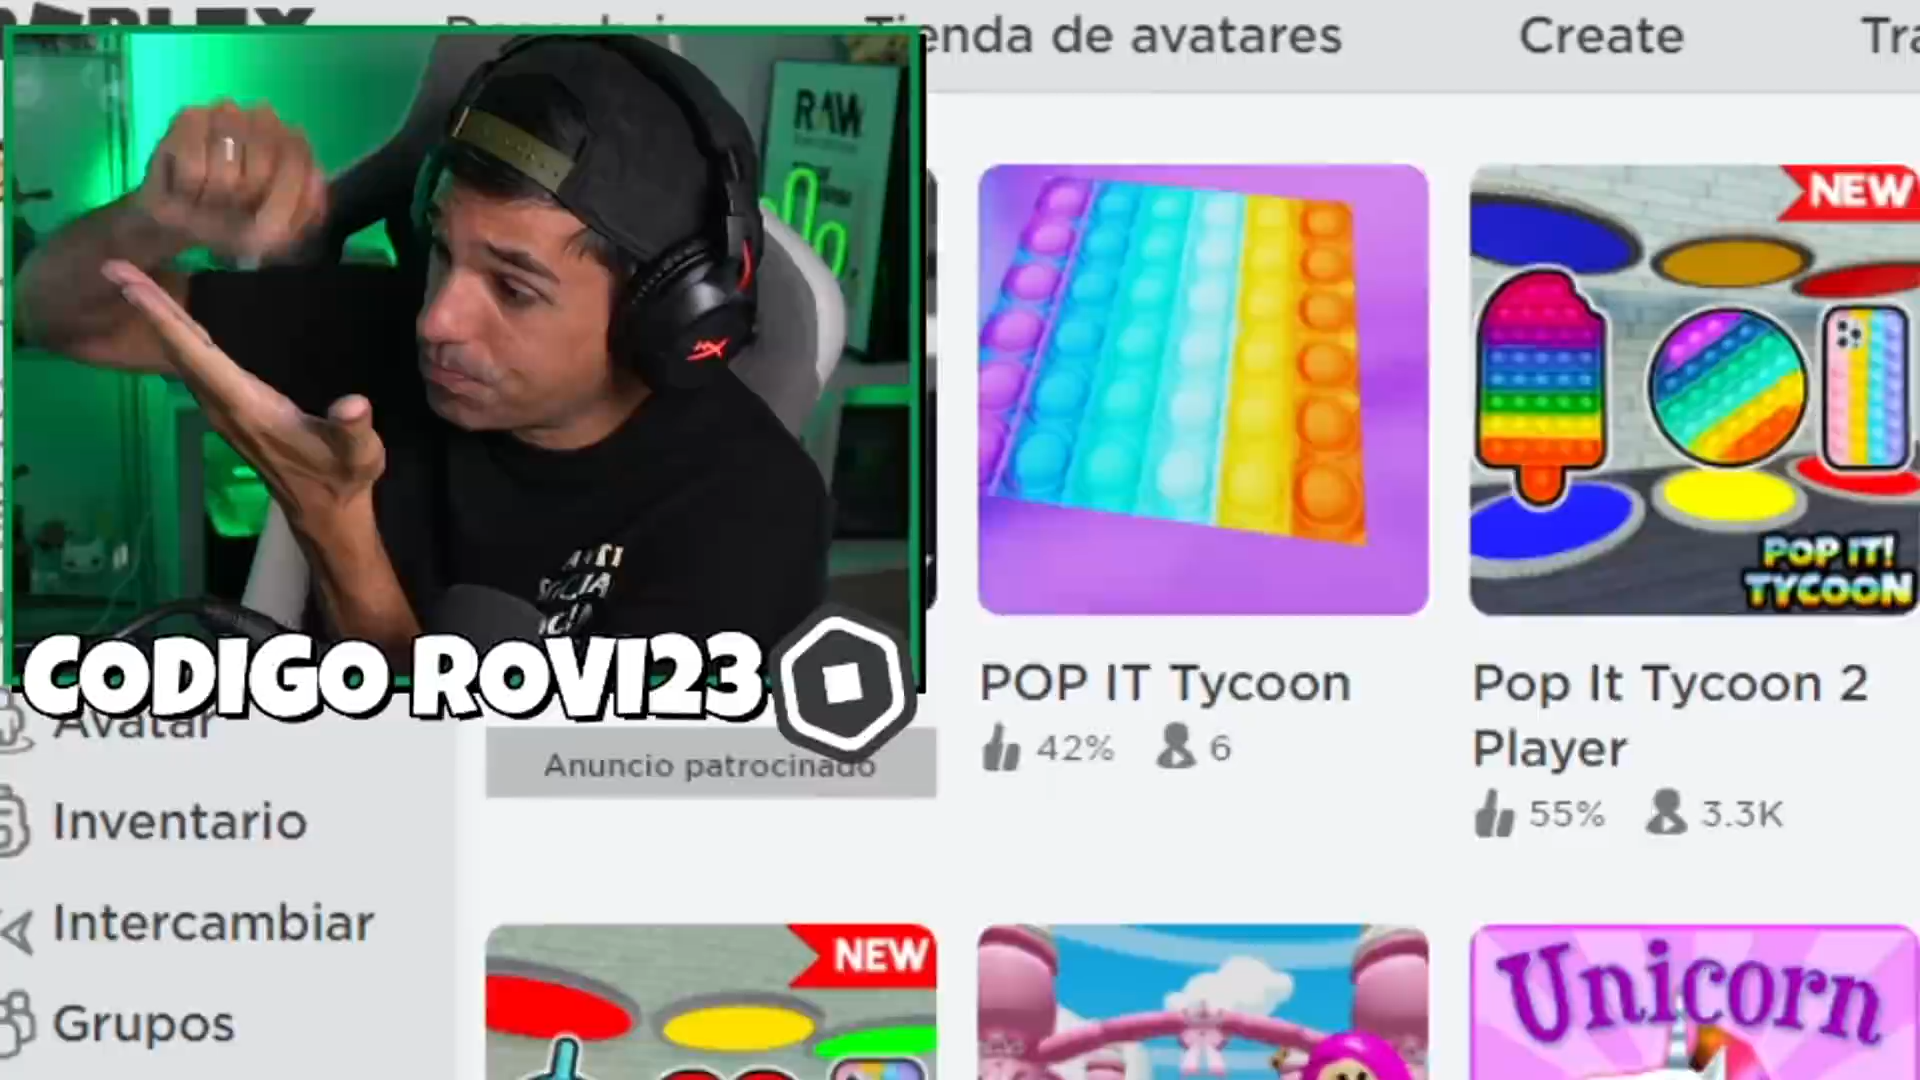 Tienda de avatares
Create
RAW
NEW
POP IT!
TYCOON
CODIGO ROVI23
POP IT Tycoon
42% 6
Pop It Tycoon 2
Player
55% 3.3K
Avatar
Anuncio patrocinado
Inventario
Intercambiar
Grupos
NEW
Unicorn